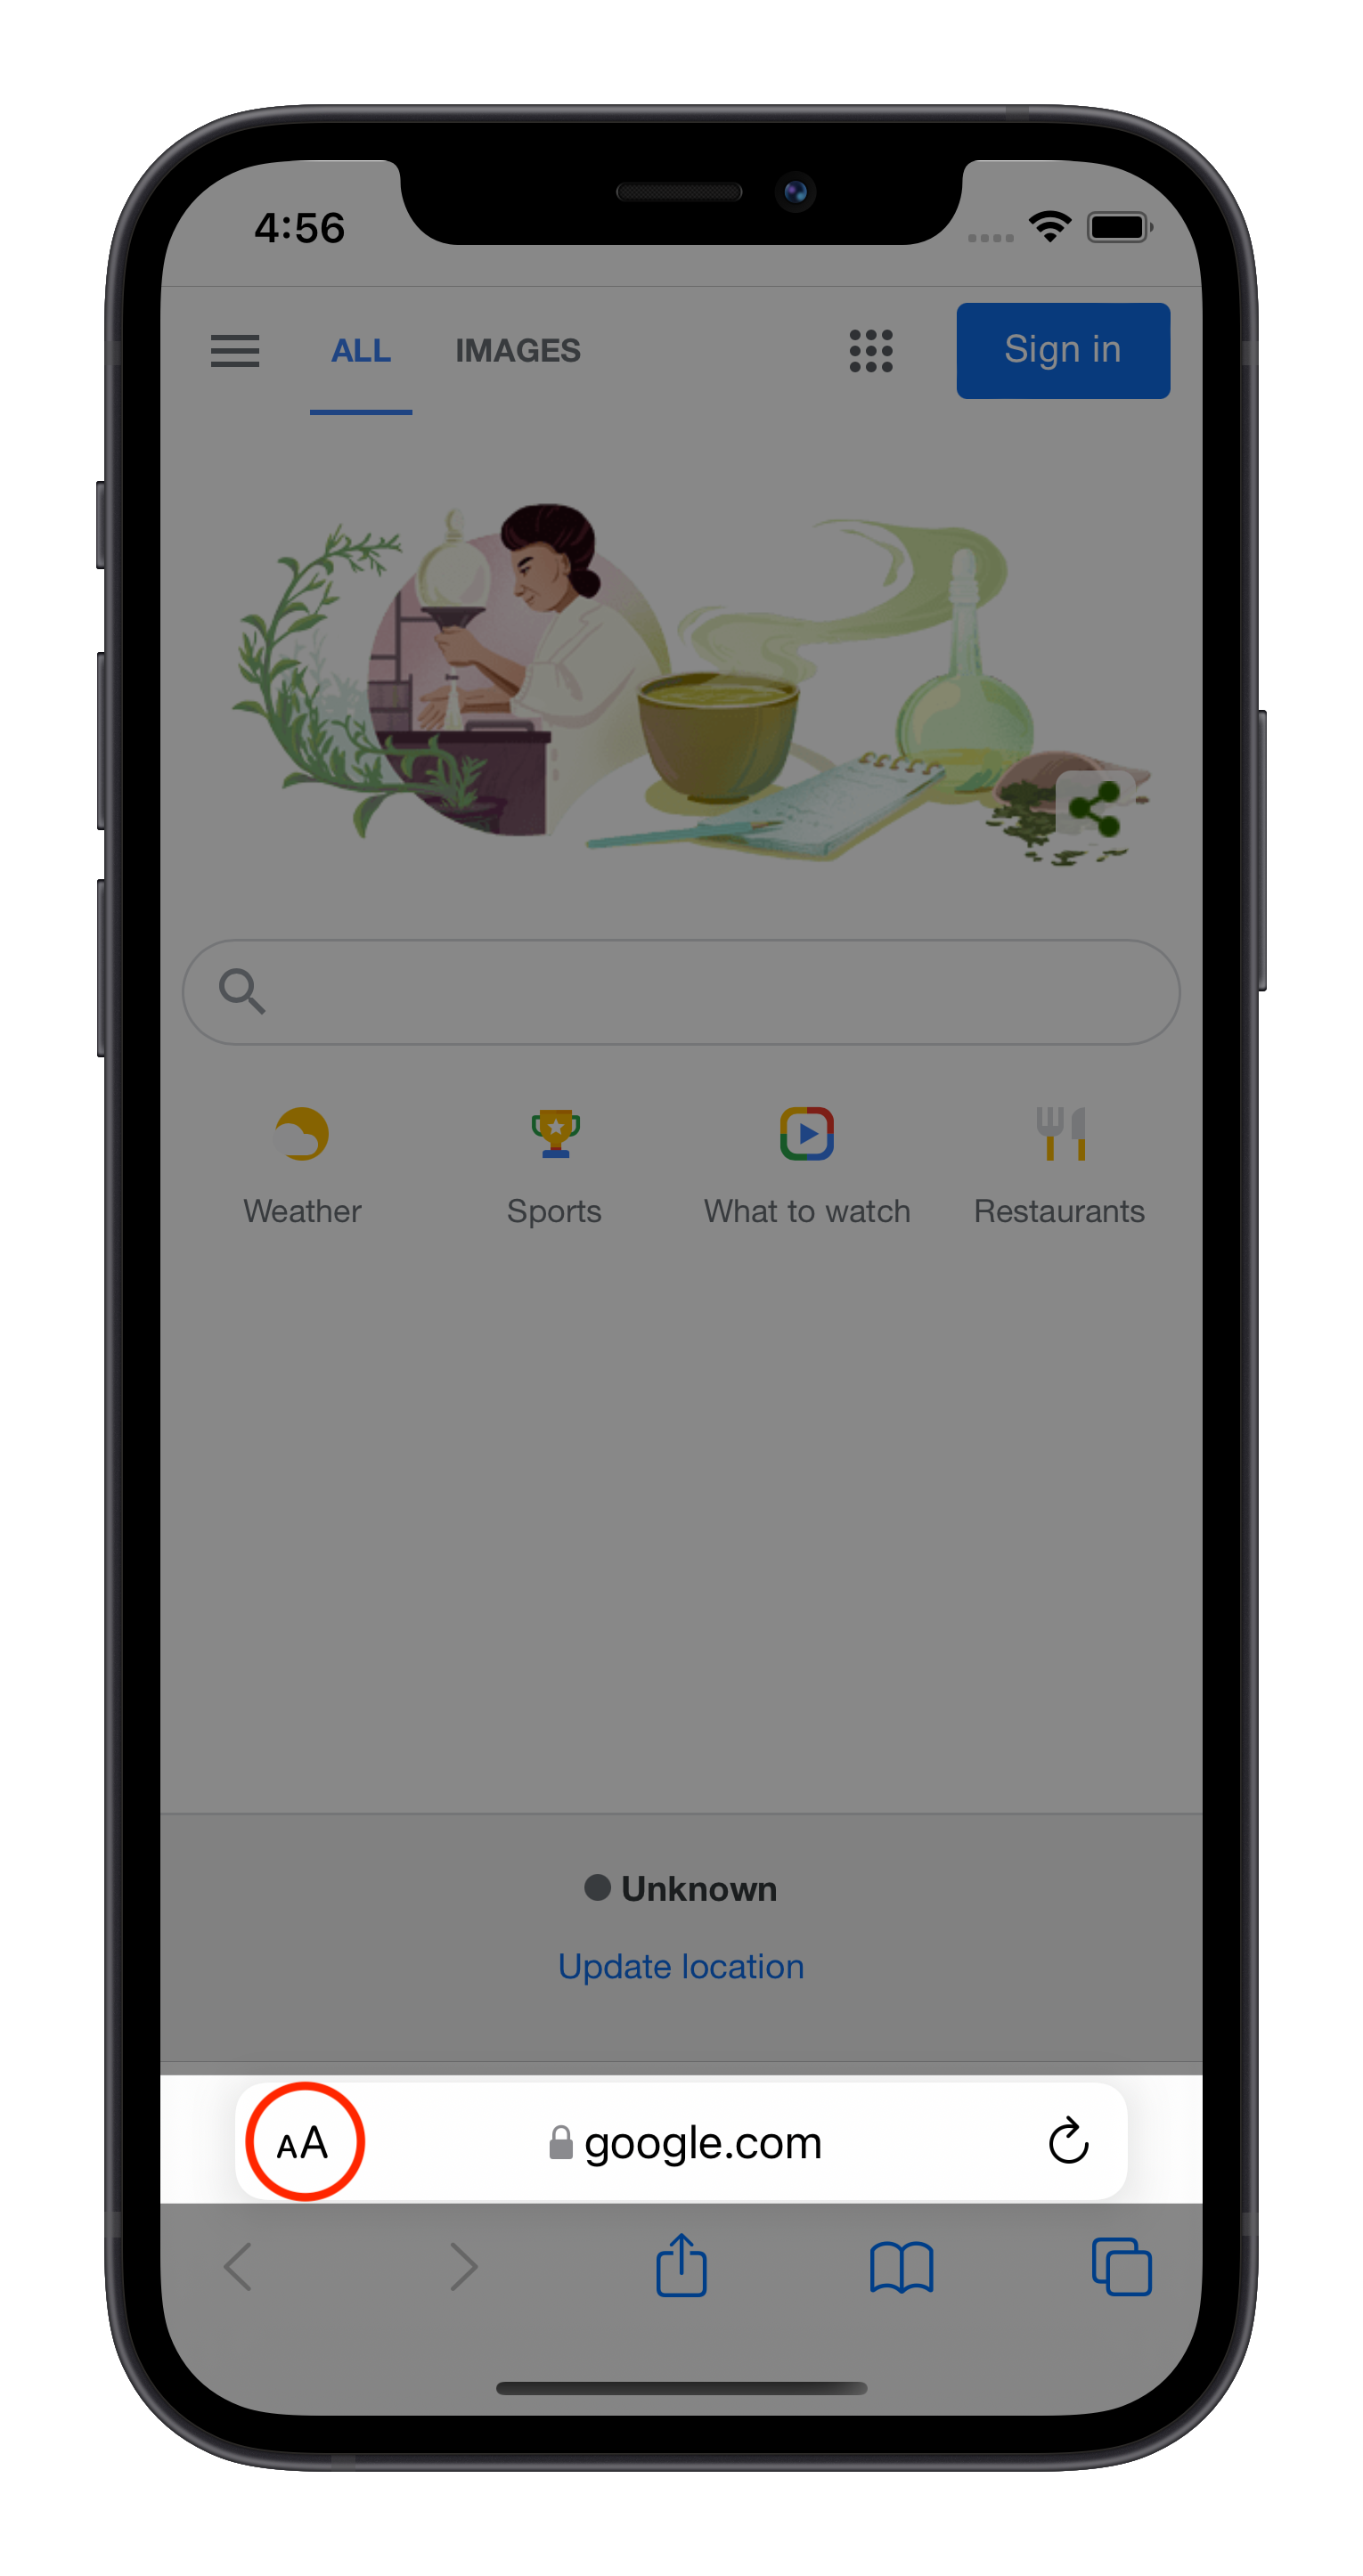 4:56
ALL IMAGES Sign in
Weather Sports What to watch Restaurants
Unknown
Update location
AA google.com